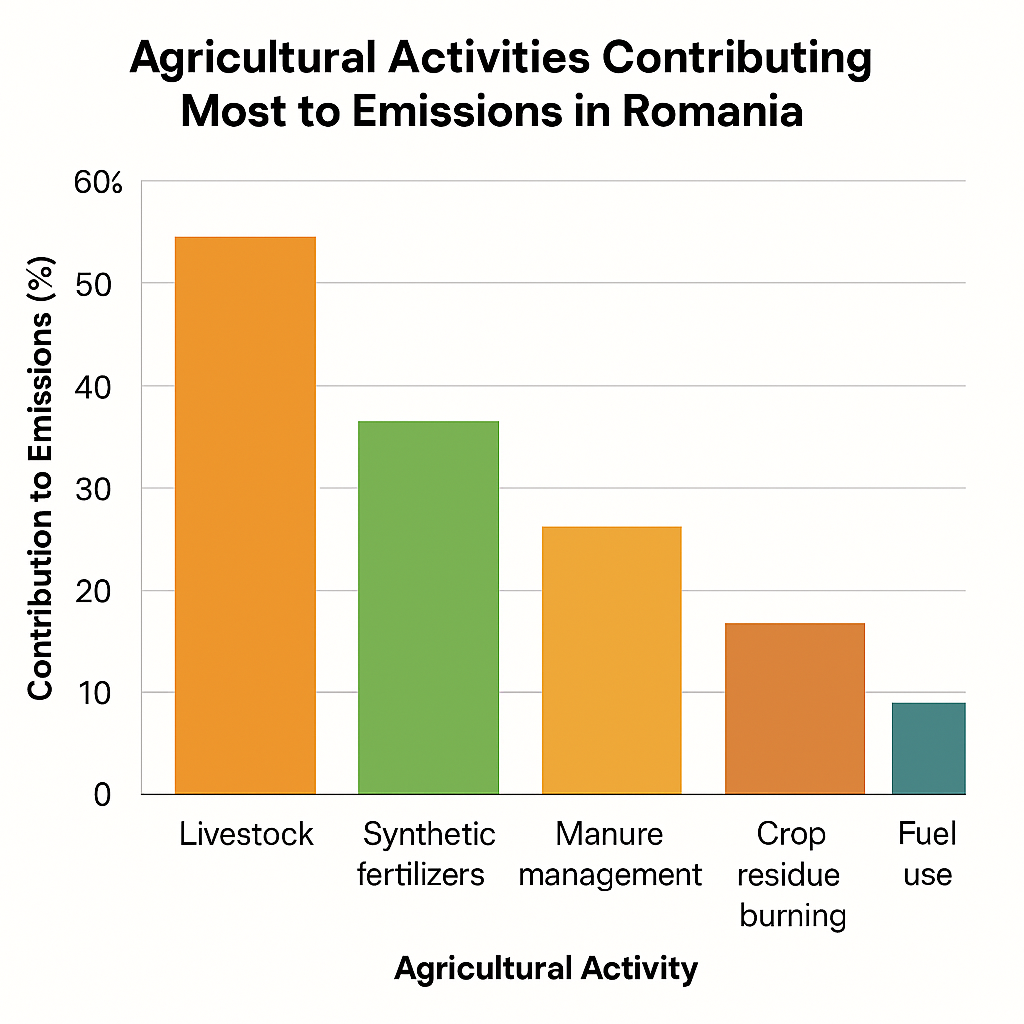 Agricultural Activities Contributing
Most to Emissions in Romania
Contribution to Emissions (%)
60%
50
40
30
20
10
0
Livestock
Synthetic
fertilizers
Manure
management
Crop
residue
burning
Fuel
use
Agricultural Activity